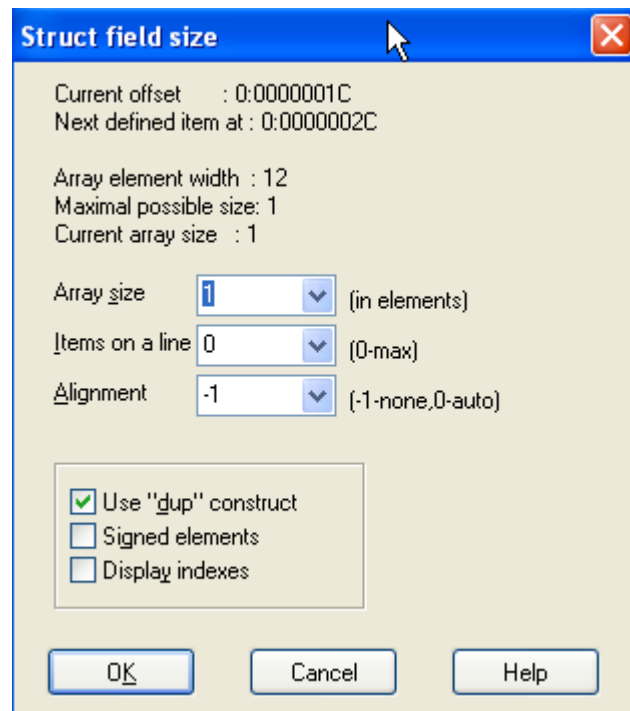 Struct field size
Current offset : 0:0000001C
Next defined item at : 0:0000002C
Array element width : 12
Maximal possible size: 1
Current array size : 1
Array size 1 (in elements)
Items on a line 0 (0-max)
Alignment -1 (-1-none,0-auto)
Use "dup" construct
Signed elements
Display indexes
OK Cancel Help